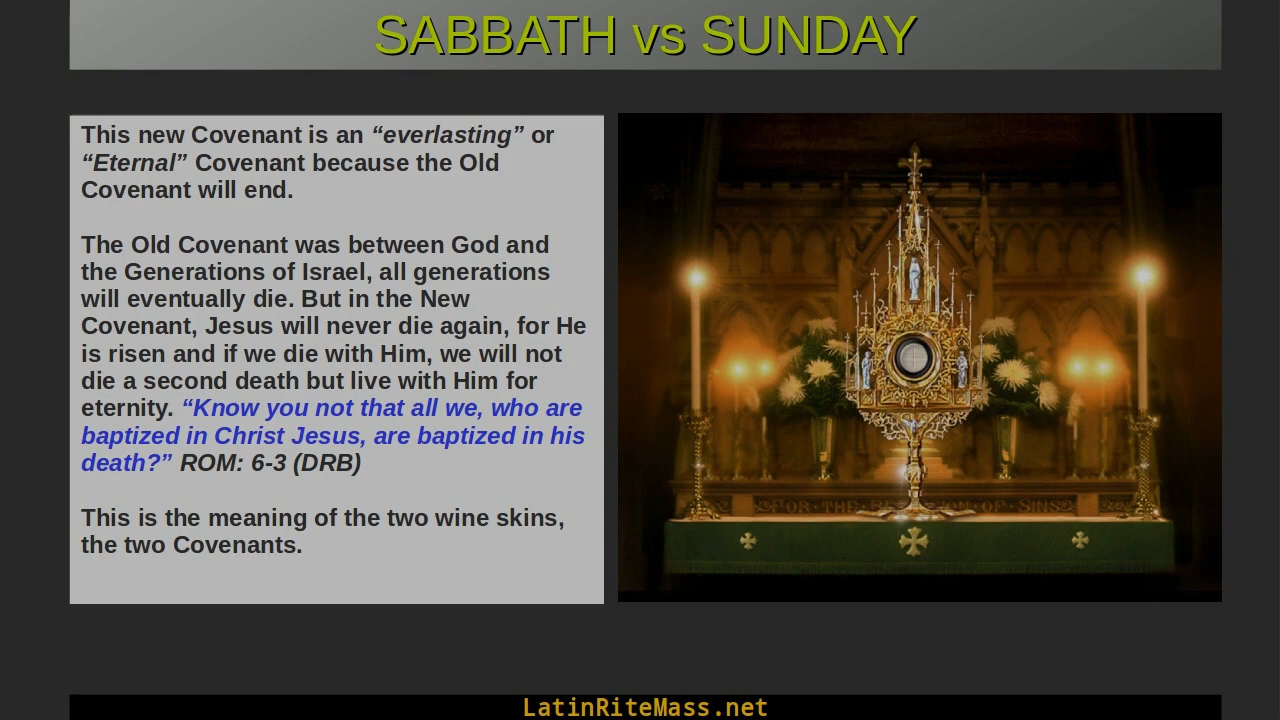 SABBATH vs SUNDAY
This new Covenant is an “everlasting” or
“Eternal” Covenant because the Old
Covenant will end.
The Old Covenant was between God and
the Generations of Israel, all generations
will eventually die. But in the New
Covenant, Jesus will never die again, for He
is risen and if we die with Him, we will not
die a second death but live with Him for
eternity. “Know you not that all we, who are
baptized in Christ Jesus, are baptized in his
death?” ROM: 6-3 (DRB)
This is the meaning of the two wine skins,
the two Covenants.
FOR · THE OF · SINS
LatinRiteMass.net